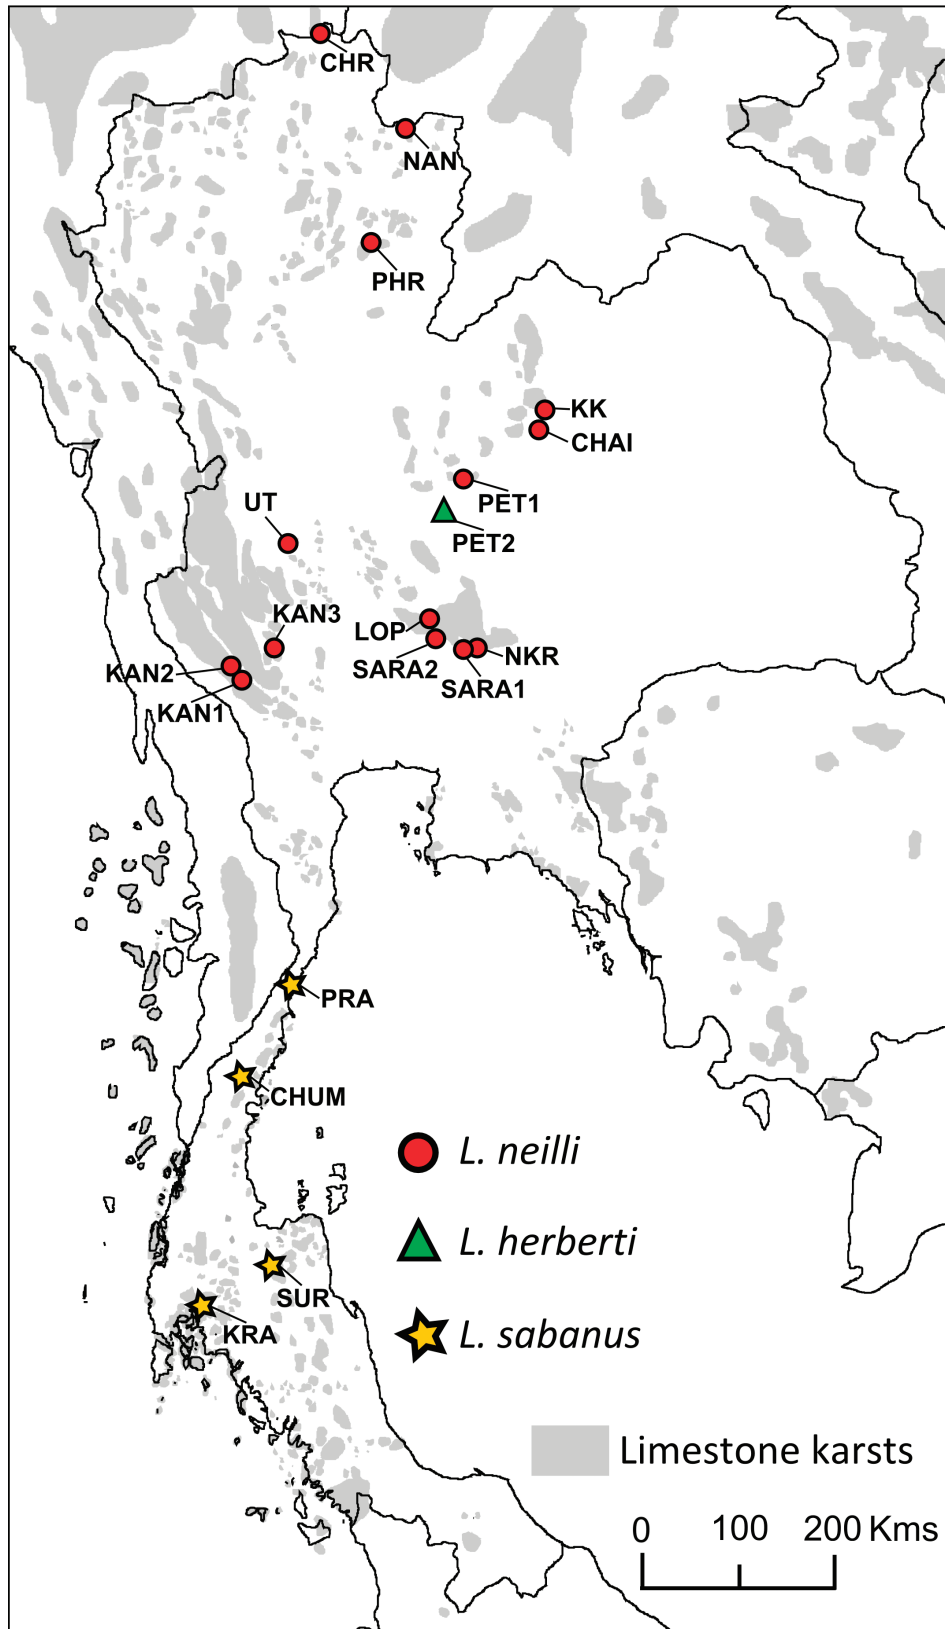 CHR
NAN
PHR
KK
CHAI
PET1
UT
PET2
KAN3
LOP
NKR
SARA2
KAN2
SARA1
KAN1
PRA
CHUM
L. neilli
L. herberti
SUR
KRA
L. sabanus
Limestone karsts
0 100 200 Kms